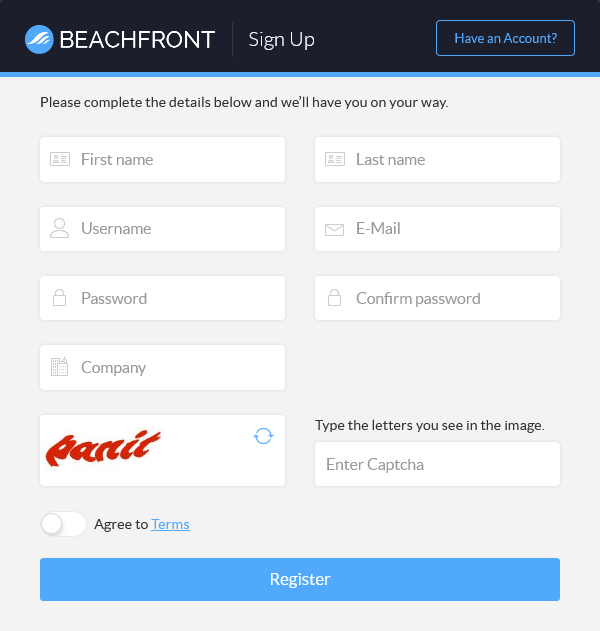 BEACHFRONT Sign Up Have an Account?
Please complete the details below and we'll have you on your way.
First name Last name
Username E-Mail
Password Confirm password
Company
panit
Type the letters you see in the image.
Enter Captcha
Agree to Terms
Register